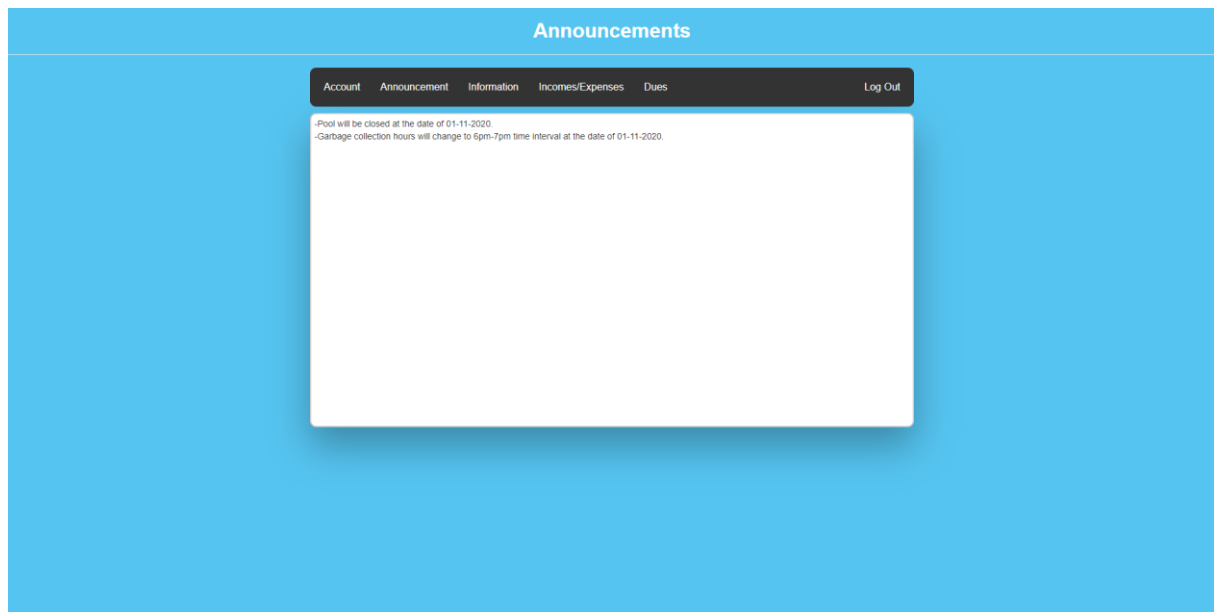 Announcements
Account Announcement Information Incomes/Expenses Dues Log Out
-Pool will be closed at the date of 01-11-2020.
-Garbage collection hours will change to 6pm-7pm time interval at the date of 01-11-2020.